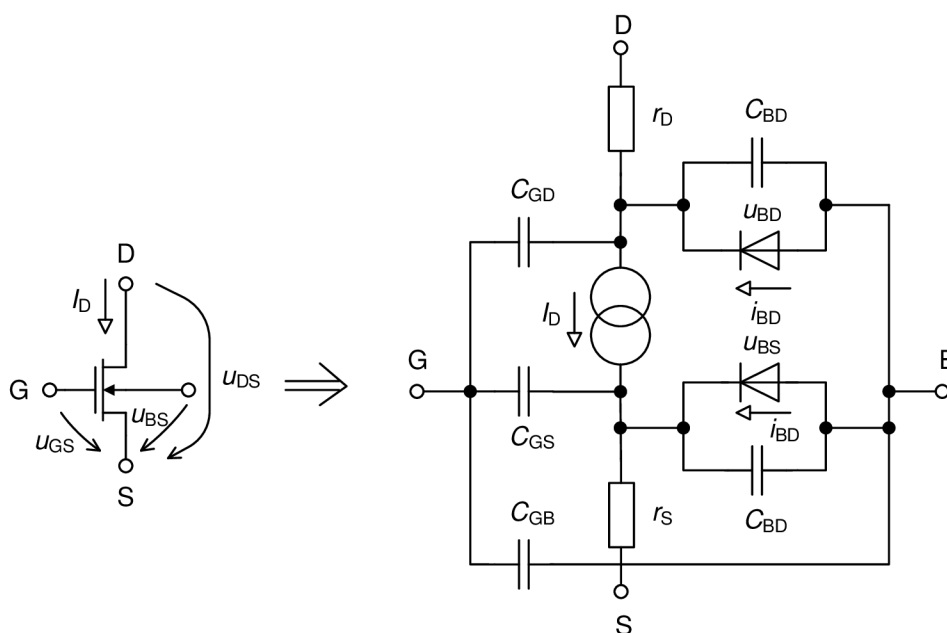 D
I_D
G
u_GS
u_BS
u_DS
S
D
r_D
C_BD
C_GD
u_BD
i_BD
I_D
u_BS
G
B
C_GS
i_BD
C_GB
r_S
C_BD
S